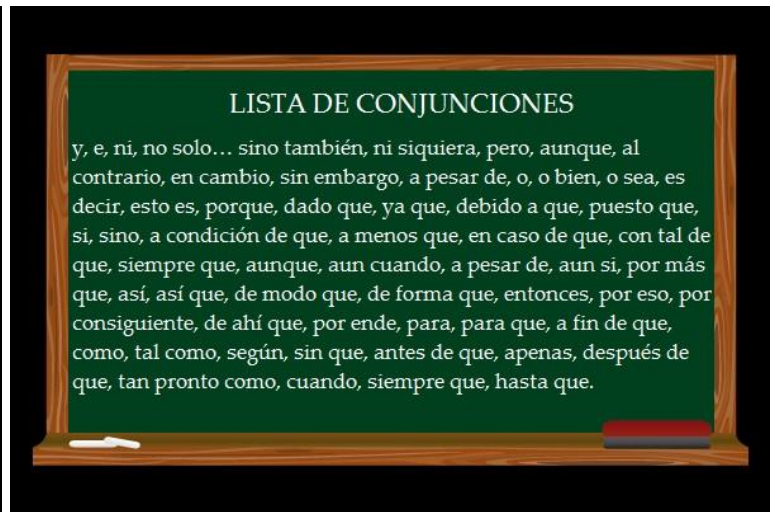 LISTA DE CONJUNCIONES
y, e, ni, no solo… sino también, ni siquiera, pero, aunque, al
contrario, en cambio, sin embargo, a pesar de, o, o bien, o sea, es
decir, esto es, porque, dado que, ya que, debido a que, puesto que,
si, sino, a condición de que, a menos que, en caso de que, con tal de
que, siempre que, aunque, aun cuando, a pesar de, aun si, por más
que, así, así que, de modo que, de forma que, entonces, por eso, por
consiguiente, de ahí que, por ende, para, para que, a fin de que,
como, tal como, según, sin que, antes de que, apenas, después de
que, tan pronto como, cuando, siempre que, hasta que.